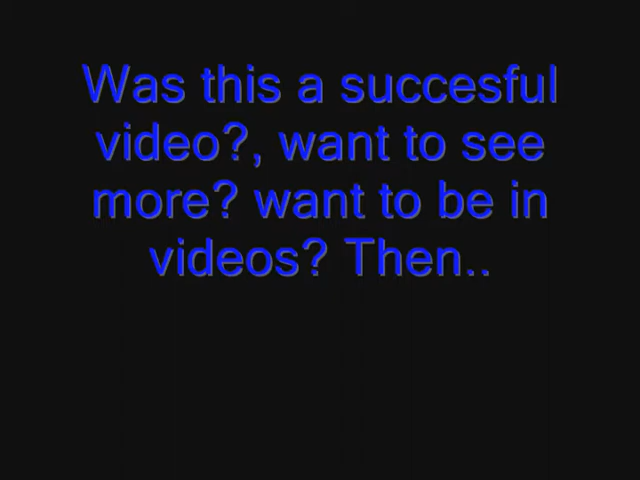 Was this a succesful
video?, want to see
more? want to be in
videos? Then..